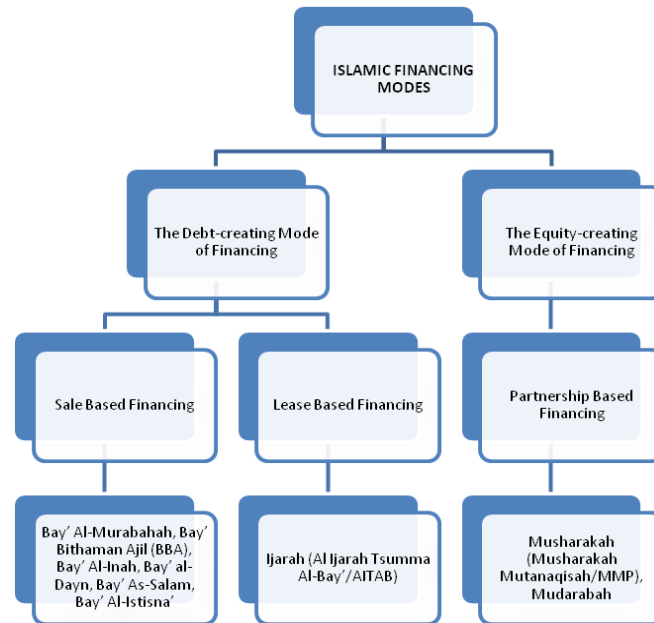 ISLAMIC FINANCING
MODES
The Debt-creating Mode
of Financing
The Equity-creating
Mode of Financing
Sale Based Financing
Lease Based Financing
Partnership Based
Financing
Bay’ Al-Murabahah, Bay’
Bithaman Ajil (BBA),
Bay’ Al-Inah, Bay’ al-
Dayn, Bay’ As-Salam,
Bay’ Al-Istisna’
Ijarah (Al Ijarah Tsumma
Al-Bay’/AITAB)
Musharakah
(Musharakah
Mutanaqisah/MMP),
Mudarabah